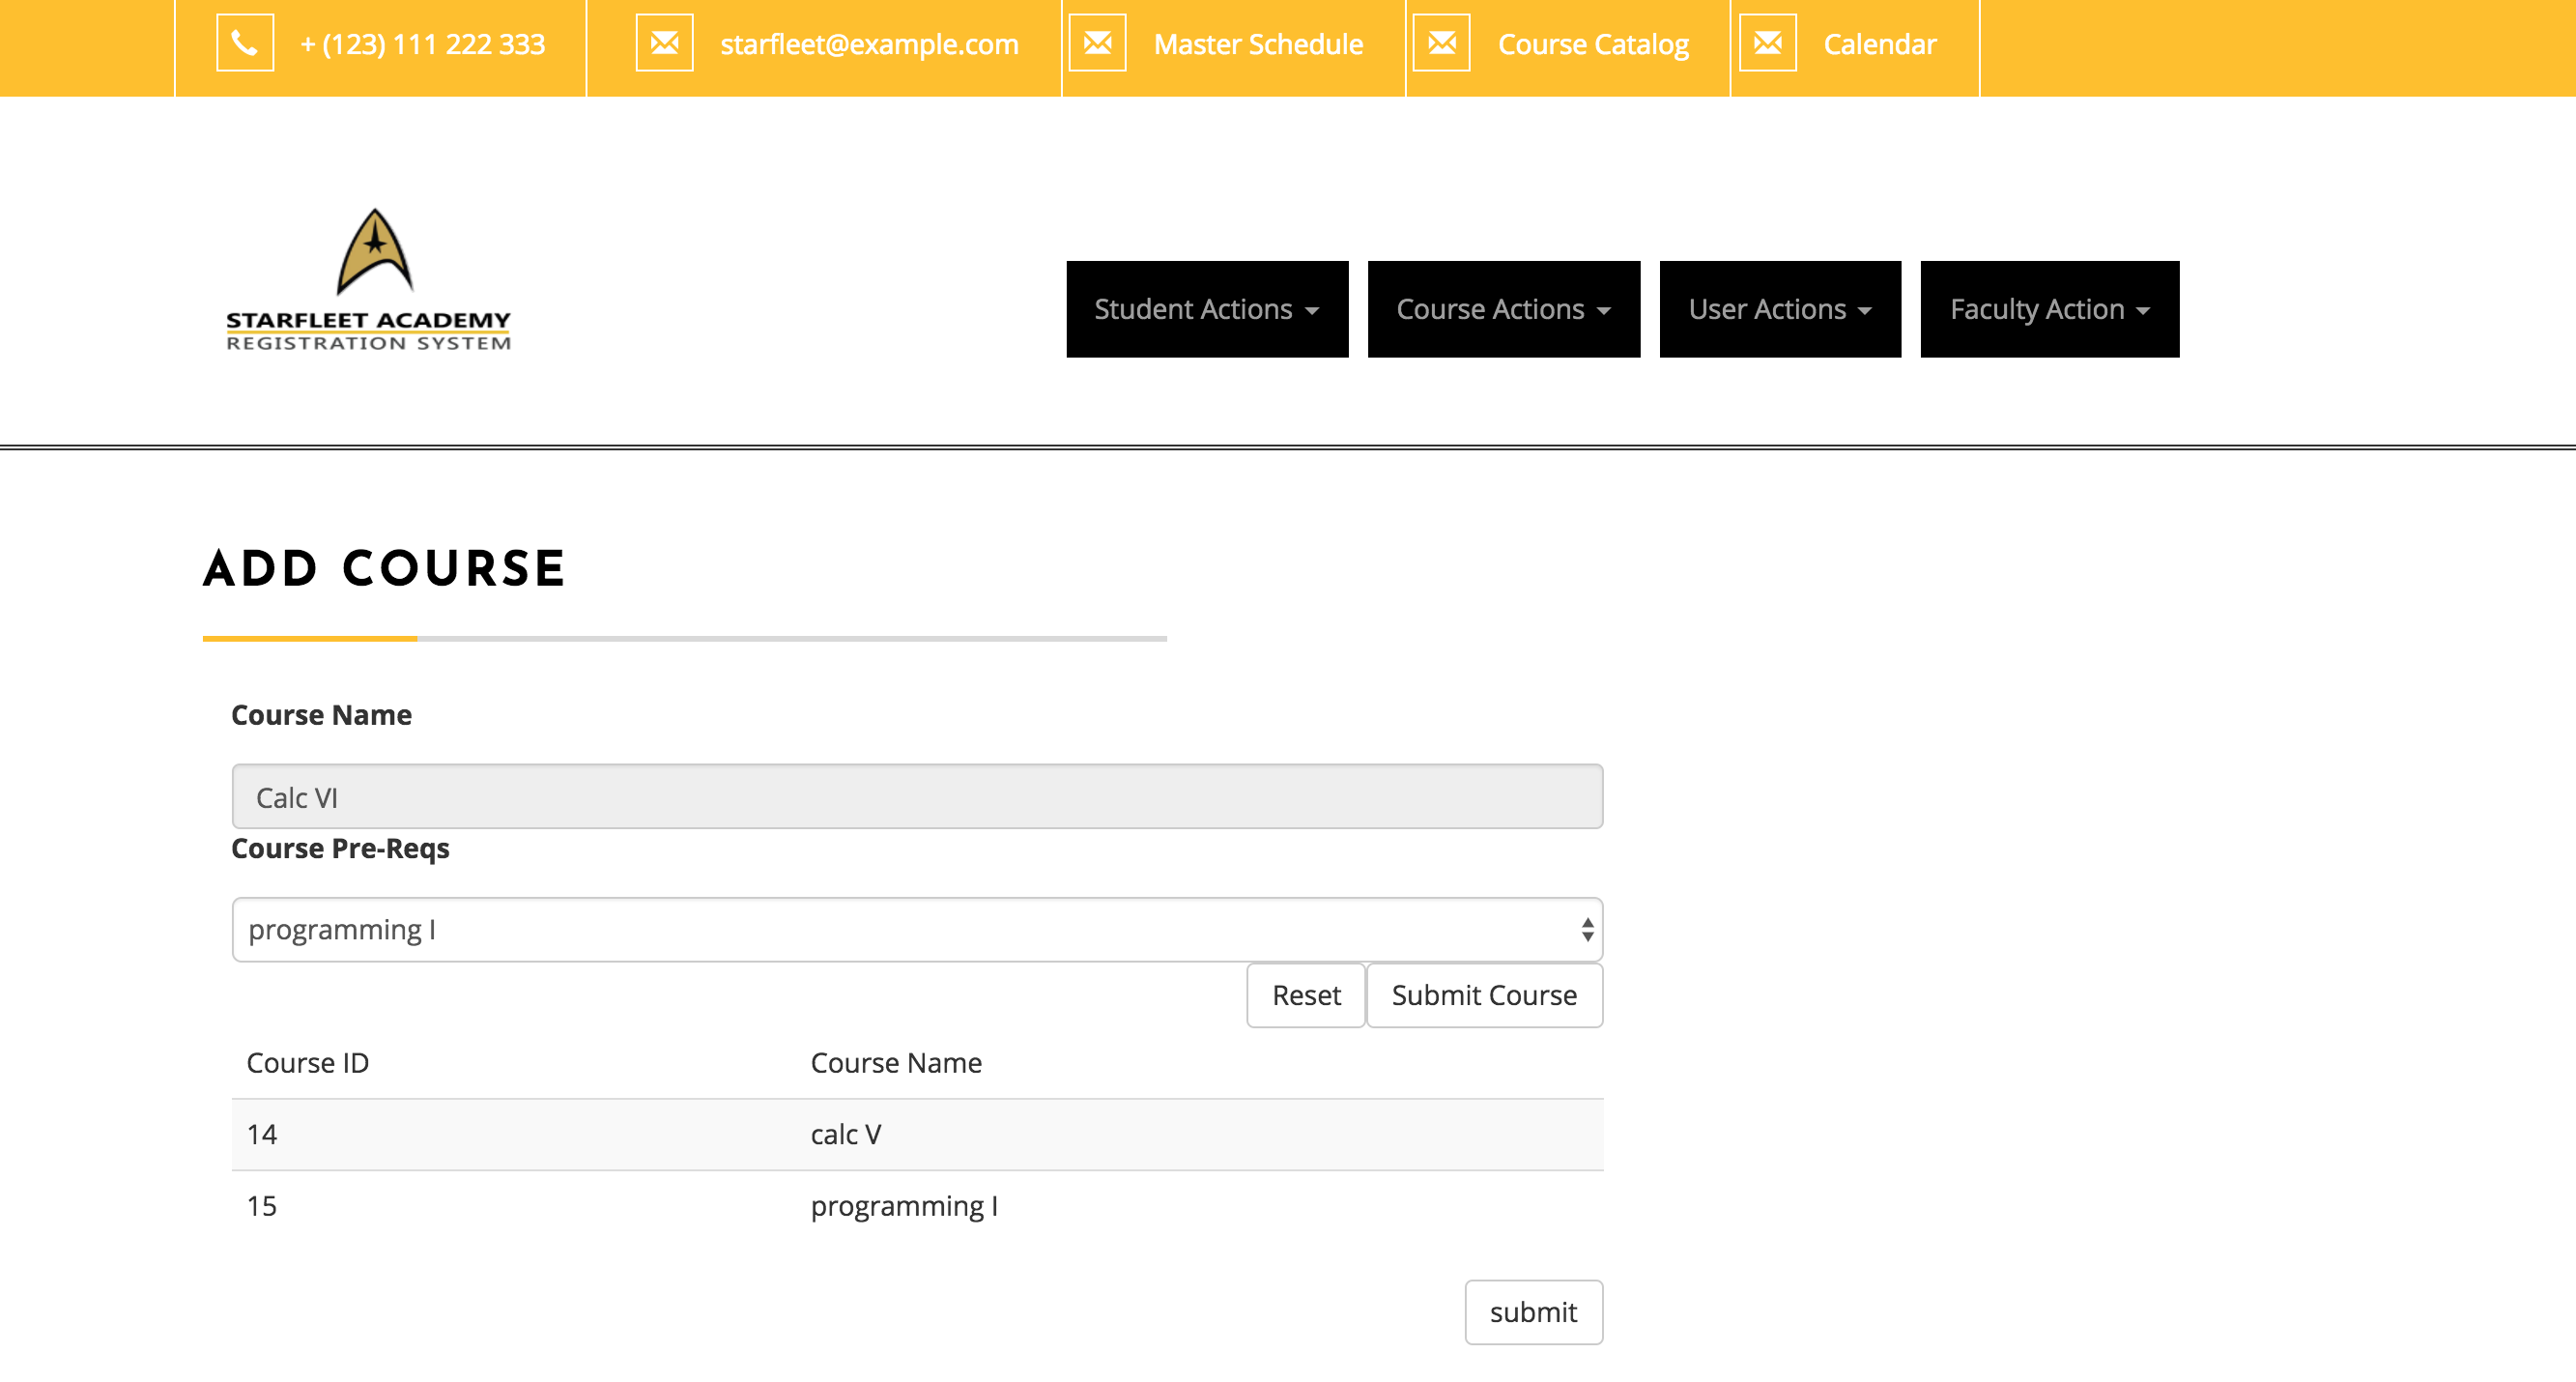 + (123) 111 222 333 starfleet@example.com Master Schedule Course Catalog Calendar
STARFLEET ACADEMY
REGISTRATION SYSTEM
Student Actions Course Actions User Actions Faculty Action
ADD COURSE
Course Name
Calc VI
Course Pre-Reqs
programming I
Reset Submit Course
Course ID Course Name
14 calc V
15 programming I
submit